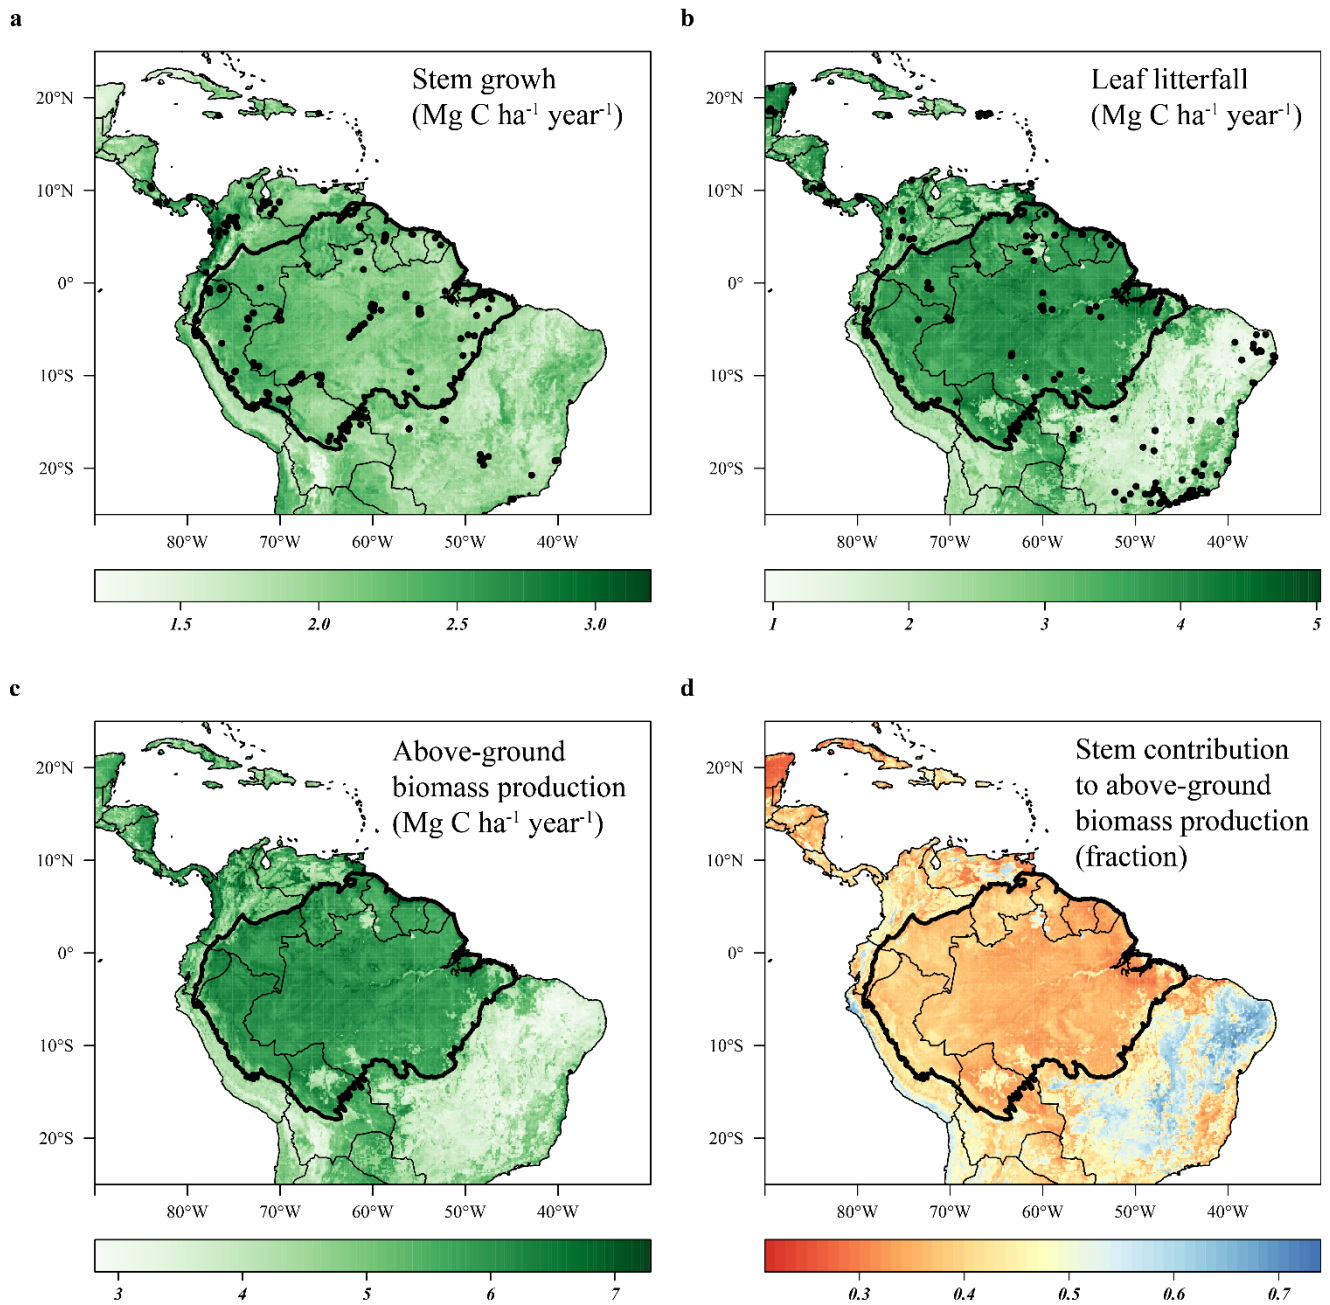 a
Stem growh
(Mg C ha⁻¹ year⁻¹)
20°N
10°N
0°
10°S
20°S
80°W 70°W 60°W 50°W 40°W
1.5 2.0 2.5 3.0
b
Leaf litterfall
(Mg C ha⁻¹ year⁻¹)
20°N
10°N
0°
10°S
20°S
80°W 70°W 60°W 50°W 40°W
1 2 3 4 5
c
Above-ground
biomass production
(Mg C ha⁻¹ year⁻¹)
20°N
10°N
0°
10°S
20°S
80°W 70°W 60°W 50°W 40°W
3 4 5 6 7
d
Stem contribution
to above-ground
biomass production
(fraction)
20°N
10°N
0°
10°S
20°S
80°W 70°W 60°W 50°W 40°W
0.3 0.4 0.5 0.6 0.7